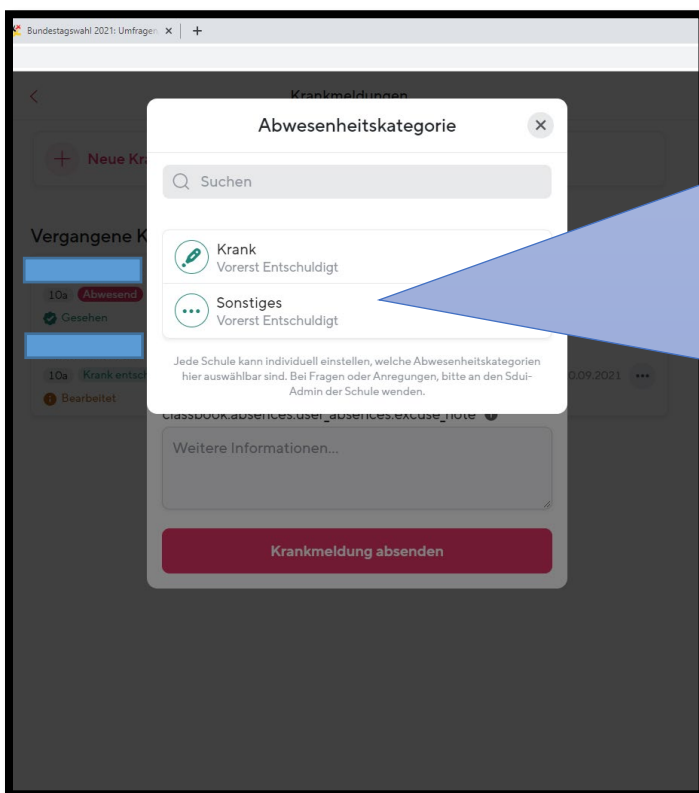 Bundestagswahl 2021: Umfragen
Krankmeldungen
Abwesenheitskategorie
Neue
Suchen
Vergangene K
Krank
Vorerst Entschuldigt
10a Abwesend
Gesehen
Sonstiges
Vorerst Entschuldigt
Jede Schule kann individuell einstellen, welche Abwesenheitskategorien
hier auswählbar sind. Bei Fragen oder Anregungen, bitte an den Sdui-
Admin der Schule wenden.
10a Krank entsch
0.09.2021
Bearbeitet
classbook.absences.user_absences.excuse_note
Weitere Informationen...
Krankmeldung absenden